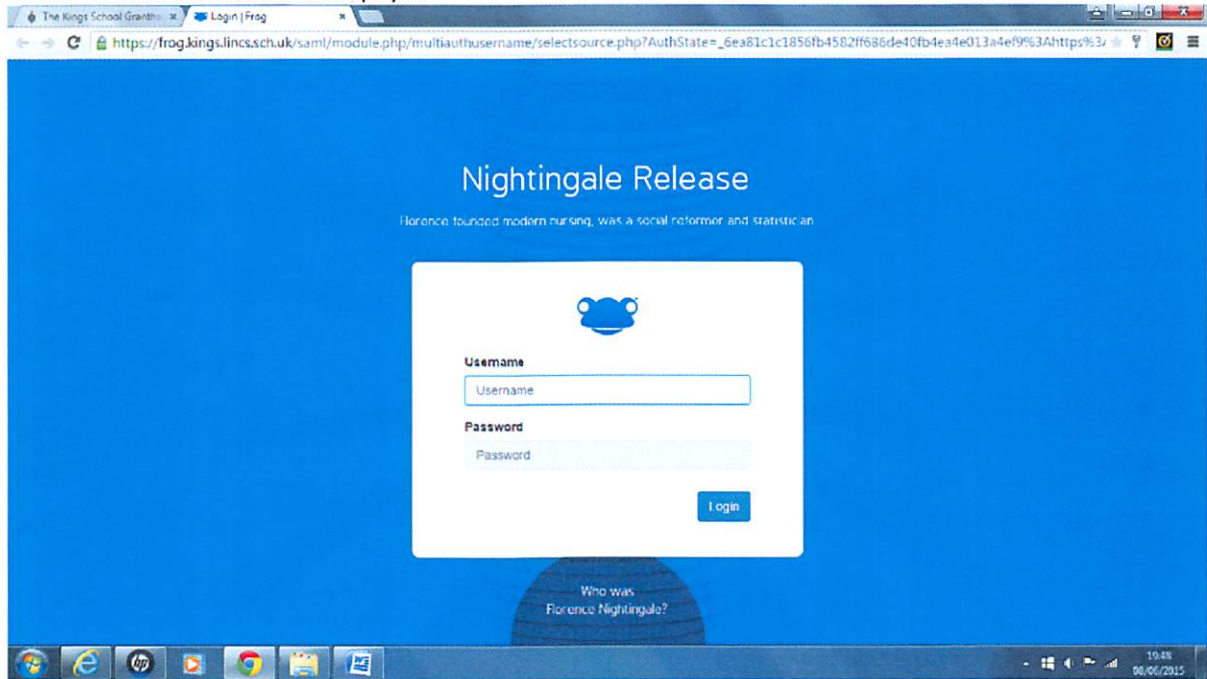 The Kings School Grantha
Login | Frog
https://frog.kings.lincs.sch.uk/saml/module.php/multiauthusername/selectsource.php?AuthState=_6ea81c1c1856fb4582ff686de40fb4ea4e013a4ef9%3Ahttps%3
Nightingale Release
Florence founded modern nursing, was a social reformer and statistician
Username
Username
Password
Password
Login
Who was
Florence Nightingale?
19:48
08/06/2015